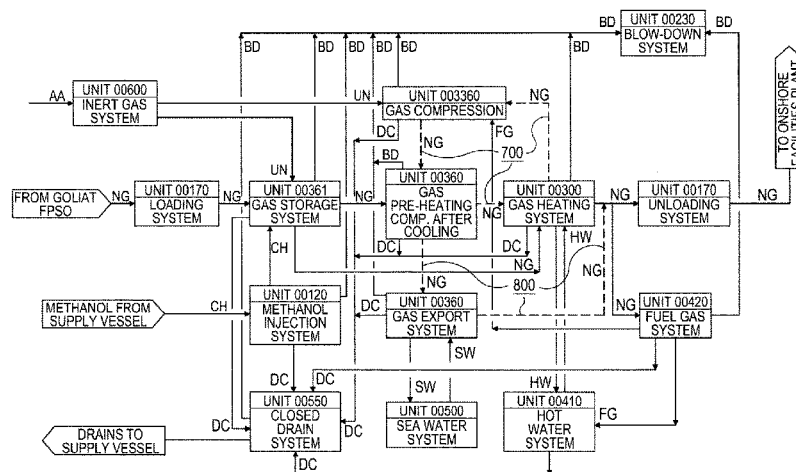 UNIT 00230
BLOW-DOWN
SYSTEM
BD
BD
BD
BD
BD
BD
BD
BD
TO ONSHORE
FACILITIES PLANT
UNIT 00600
INERT GAS
SYSTEM
AA
UN
UNIT 003360
GAS COMPRESSION
NG
DC
FG
NG
700
BD
UN
FROM GOLIAT
FPSO
NG
UNIT 00170
LOADING
SYSTEM
NG
UNIT 00361
GAS STORAGE
SYSTEM
NG
UNIT 00360
GAS
PRE-HEATING
COMP. AFTER
COOLING
NG
UNIT 00300
GAS HEATING
SYSTEM
NG
UNIT 00170
UNLOADING
SYSTEM
NG
CH
DC
DC
HW
NG
NG
NG
800
METHANOL FROM
SUPPLY VESSEL
CH
UNIT 00120
METHANOL
INJECTION
SYSTEM
DC
UNIT 00360
GAS EXPORT
SYSTEM
NG
UNIT 00420
FUEL GAS
SYSTEM
SW
SW
DC
DC
HW
UNIT 00550
CLOSED
DRAIN
SYSTEM
DC
DC
UNIT 00500
SEA WATER
SYSTEM
UNIT 00410
HOT
WATER
SYSTEM
FG
DRAINS TO
SUPPLY VESSEL
DC